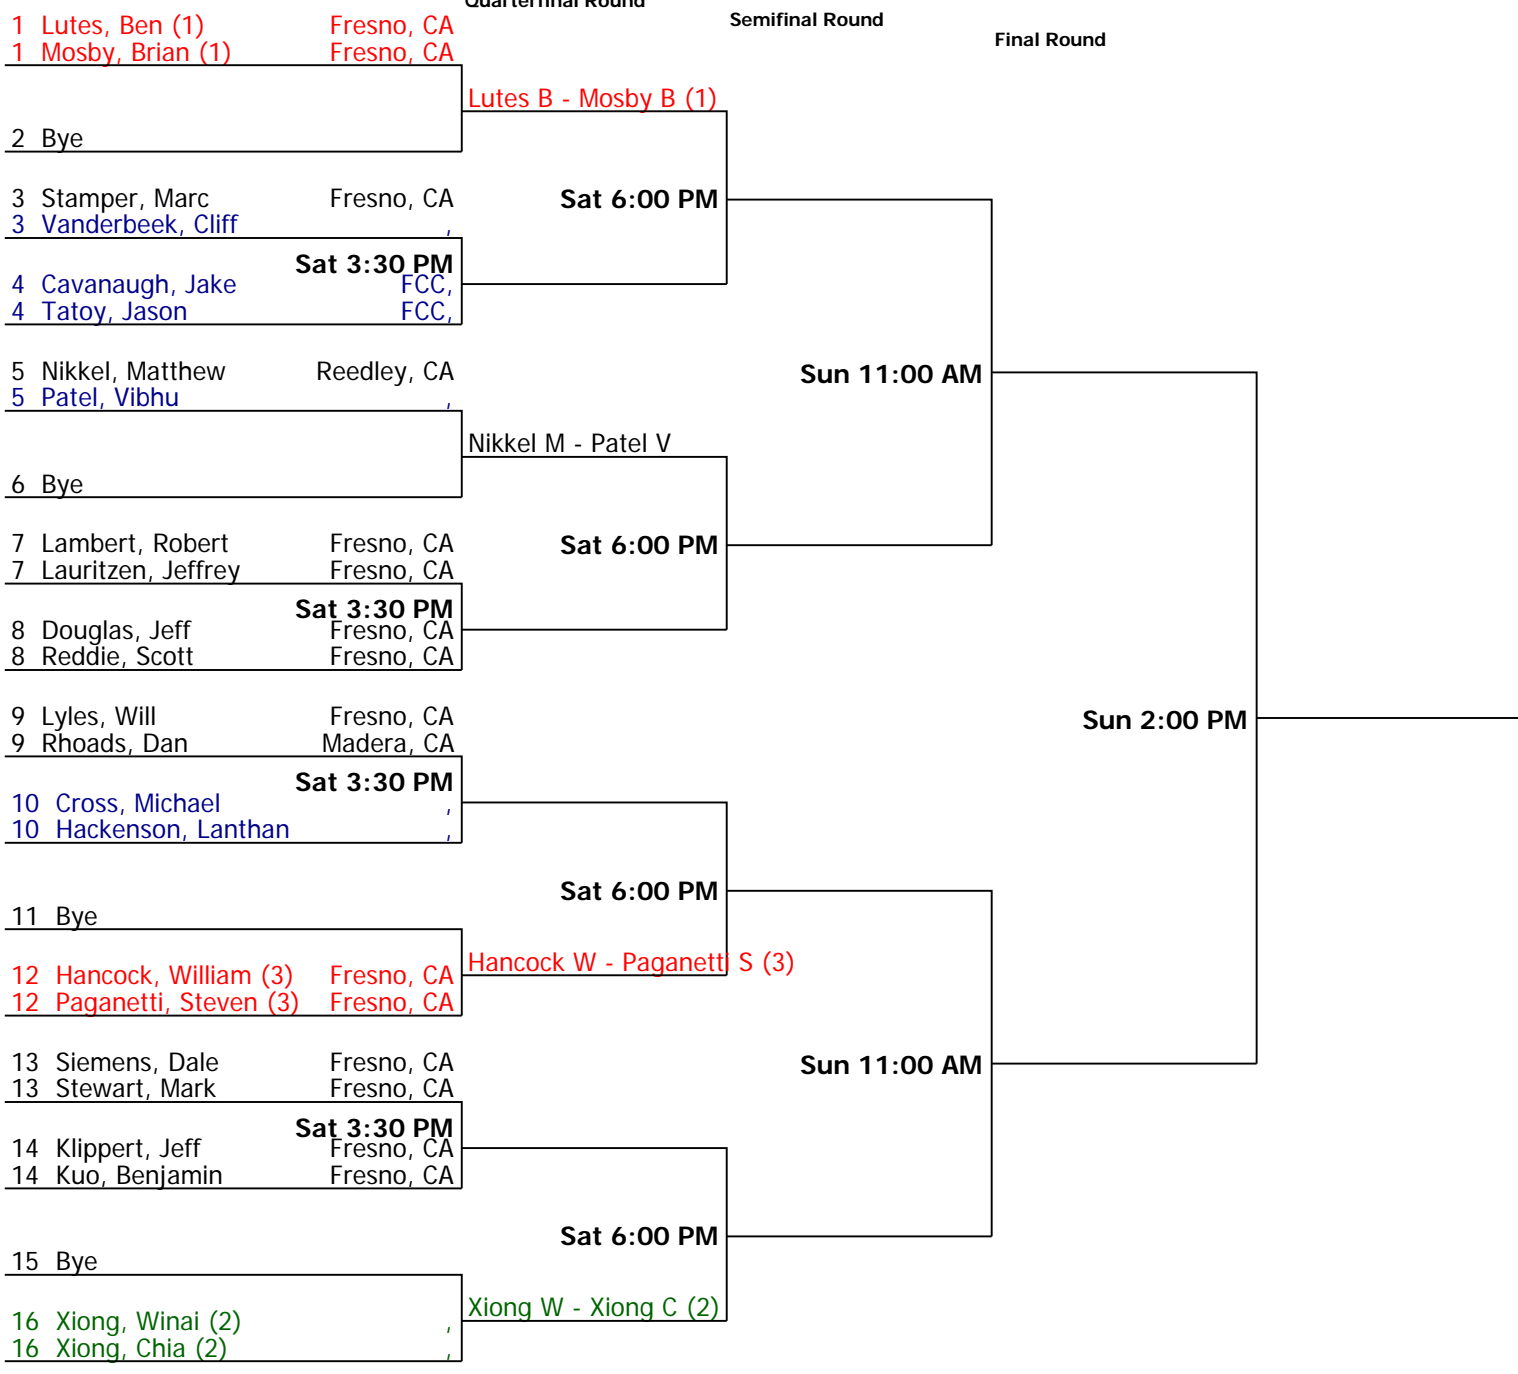 Quarterfinal Round
Semifinal Round
Final Round
1 Lutes, Ben (1) Fresno, CA
1 Mosby, Brian (1) Fresno, CA
Lutes B - Mosby B (1)
2 Bye
3 Stamper, Marc Fresno, CA
Sat 6:00 PM
3 Vanderbeek, Cliff ,
Sat 3:30 PM
4 Cavanaugh, Jake FCC,
4 Tatoy, Jason FCC,
5 Nikkel, Matthew Reedley, CA
Sun 11:00 AM
5 Patel, Vibhu ,
Nikkel M - Patel V
6 Bye
7 Lambert, Robert Fresno, CA
Sat 6:00 PM
7 Lauritzen, Jeffrey Fresno, CA
Sat 3:30 PM
8 Douglas, Jeff Fresno, CA
8 Reddie, Scott Fresno, CA
9 Lyles, Will Fresno, CA
Sun 2:00 PM
9 Rhoads, Dan Madera, CA
Sat 3:30 PM
10 Cross, Michael ,
10 Hackenson, Lanthan ,
Sat 6:00 PM
11 Bye
Hancock W - Paganetti S (3)
12 Hancock, William (3) Fresno, CA
12 Paganetti, Steven (3) Fresno, CA
13 Siemens, Dale Fresno, CA
Sun 11:00 AM
13 Stewart, Mark Fresno, CA
Sat 3:30 PM
14 Klippert, Jeff Fresno, CA
14 Kuo, Benjamin Fresno, CA
Sat 6:00 PM
15 Bye
Xiong W - Xiong C (2)
16 Xiong, Winai (2) ,
16 Xiong, Chia (2) ,